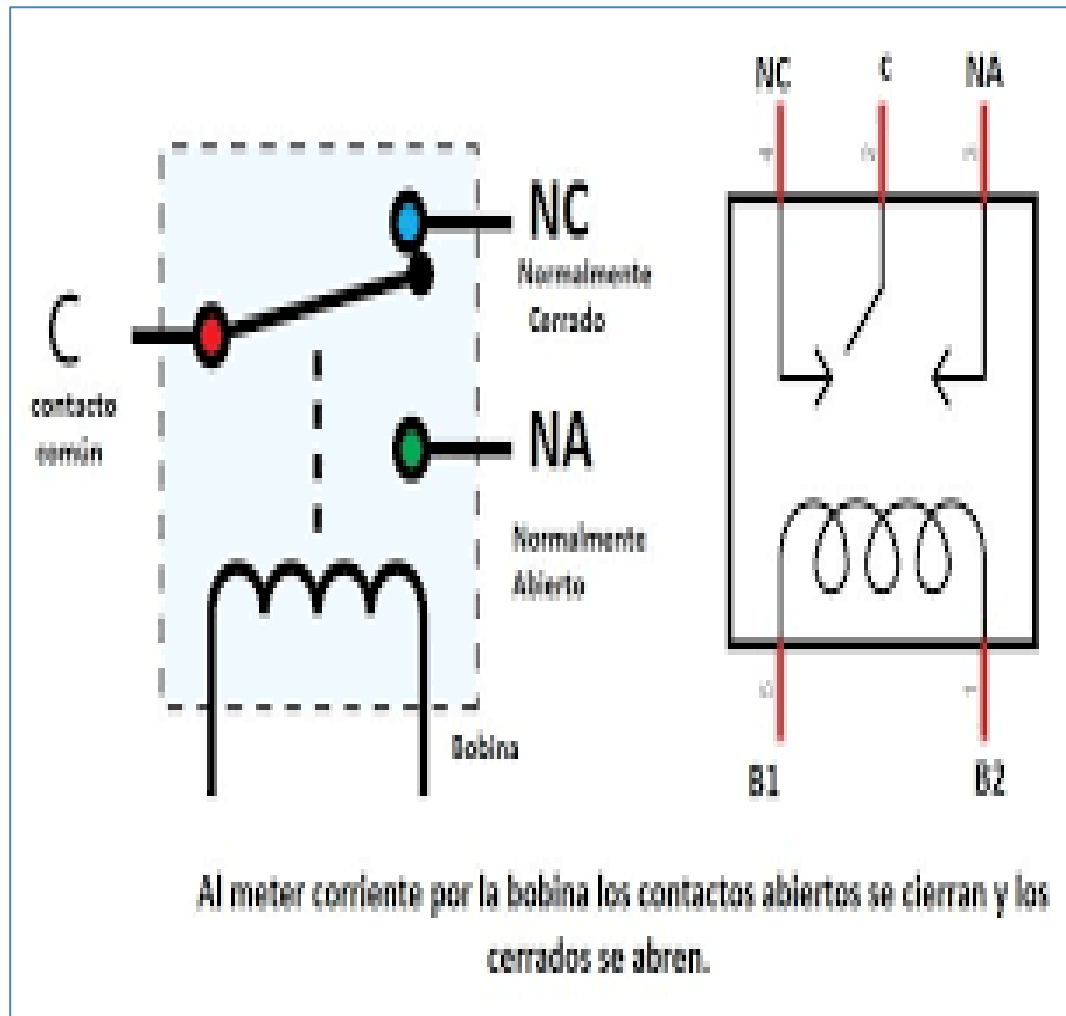 NC
Normalmente
Cerrado
C
contacto
común
NA
Normalmente
Abierto
Bobina
NC
C
NA
B1
B2
Al meter corriente por la bobina los contactos abiertos se cierran y los
cerrados se abren.